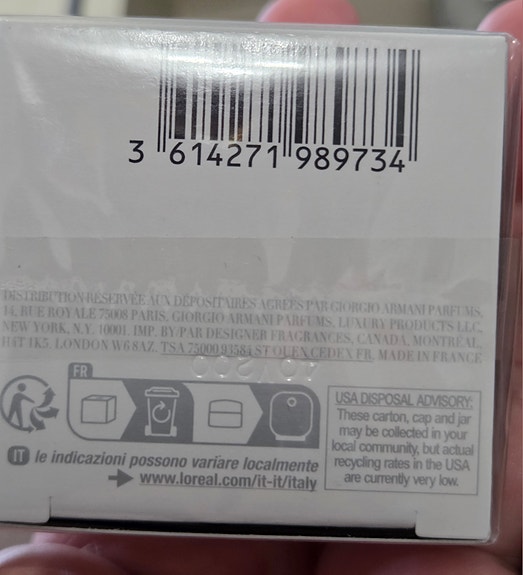 3 614271 989734
DISTRIBUTION RÉSERVÉE AUX DÉPOSITAIRES AGRÉÉS PAR GIORGIO ARMANI PARFUMS,
14, RUE ROYALE 75008 PARIS. GIORGIO ARMANI PARFUMS, LUXURY PRODUCTS LLC,
NEW YORK, N.Y. 10001. IMP. BY/PAR DESIGNER FRAGRANCES, CANADA, MONTRÉAL,
H4T 1K5. LONDON W6 8AZ. TSA 75000 93584 ST OUEN CEDEX FR. MADE IN FRANCE
FR
IT le indicazioni possono variare localmente
www.loreal.com/it-it/italy
USA DISPOSAL ADVISORY:
These carton, cap and jar
may be collected in your
local community, but actual
recycling rates in the USA
are currently very low.